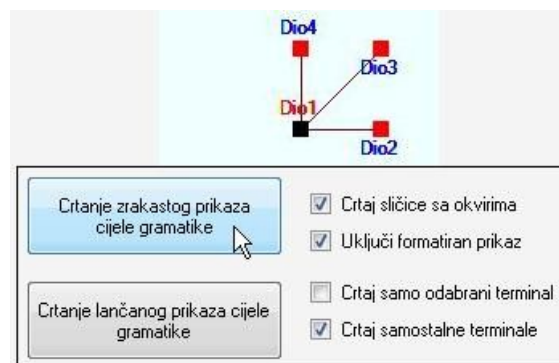 Dio4
Dio3
Dio1
Dio2
Crtanje zrakastog prikaza
cijele gramatike
Crtaj sličice sa okvirima
Uključi formatiran prikaz
Crtanje lančanog prikaza cijele
gramatike
Crtaj samo odabrani terminal
Crtaj samostalne terminale